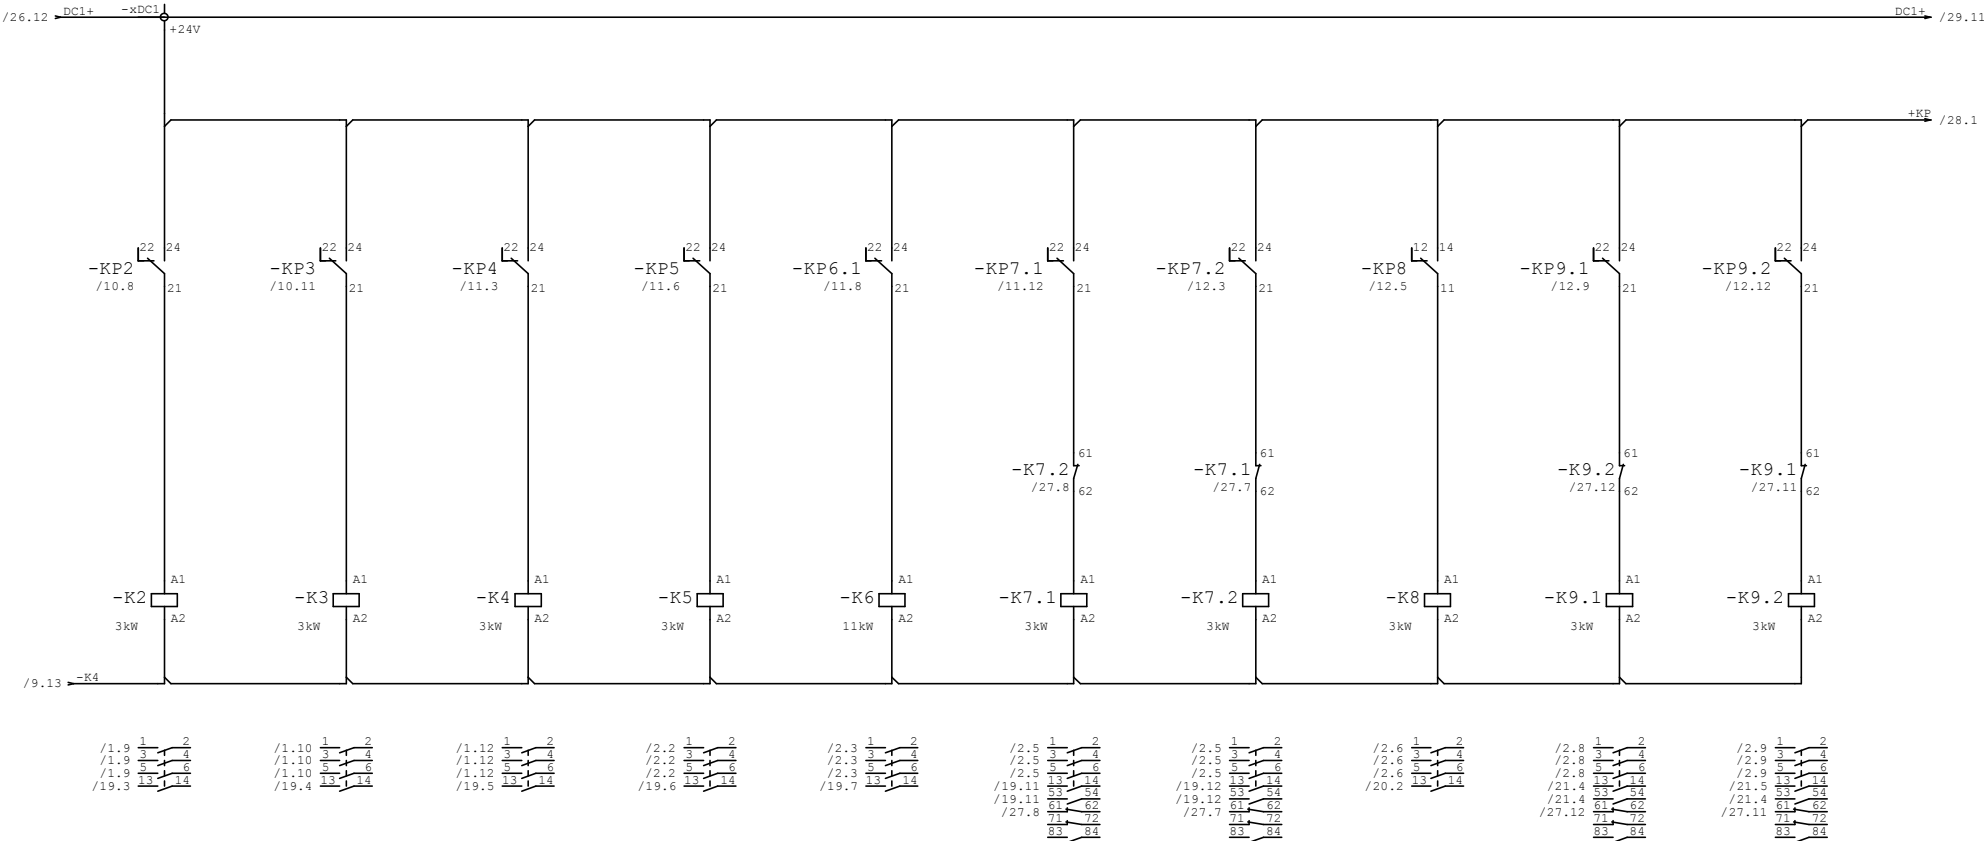 /26.12 DC1+ -xDC1 DC1+ /29.11
+24V
+KP /28.1
22 24 22 24 22 24 22 24 22 24 22 24 22 24 12 14 22 24 22 24
-KP2 -KP3 -KP4 -KP5 -KP6.1 -KP7.1 -KP7.2 -KP8 -KP9.1 -KP9.2
/10.8 21 /10.11 21 /11.3 21 /11.6 21 /11.8 21 /11.12 21 /12.3 21 /12.5 11 /12.9 21 /12.12 21
61 61 61 61
-K7.2 -K7.1 -K9.2 -K9.1
/27.8 62 /27.7 62 /27.12 62 /27.11 62
A1 A1 A1 A1 A1 A1 A1 A1 A1 A1
-K2 -K3 -K4 -K5 -K6 -K7.1 -K7.2 -K8 -K9.1 -K9.2
A2 A2 A2 A2 A2 A2 A2 A2 A2 A2
3kW 3kW 3kW 3kW 11kW 3kW 3kW 3kW 3kW 3kW
/9.13 -K4
/1.9 1 2 /1.10 1 2 /1.12 1 2 /2.2 1 2 /2.3 1 2 /2.5 1 2 /2.5 1 2 /2.6 1 2 /2.8 1 2 /2.9 1 2
/1.9 3 4 /1.10 3 4 /1.12 3 4 /2.2 3 4 /2.3 3 4 /2.5 3 4 /2.5 3 4 /2.6 3 4 /2.8 3 4 /2.9 3 4
/1.9 5 6 /1.10 5 6 /1.12 5 6 /2.2 5 6 /2.3 5 6 /2.5 5 6 /2.5 5 6 /2.6 5 6 /2.8 5 6 /2.9 5 6
/19.3 13 14 /19.4 13 14 /19.5 13 14 /19.6 13 14 /19.7 13 14 /19.11 13 14 /19.12 13 14 /20.2 13 14 /21.4 13 14 /21.5 13 14
/19.11 53 54 /19.12 53 54 /21.4 53 54 /21.4 53 54
/27.8 61 62 /27.7 61 62 /27.12 61 62 /27.11 61 62
71 72 71 72 71 72 71 72
83 84 83 84 83 84 83 84